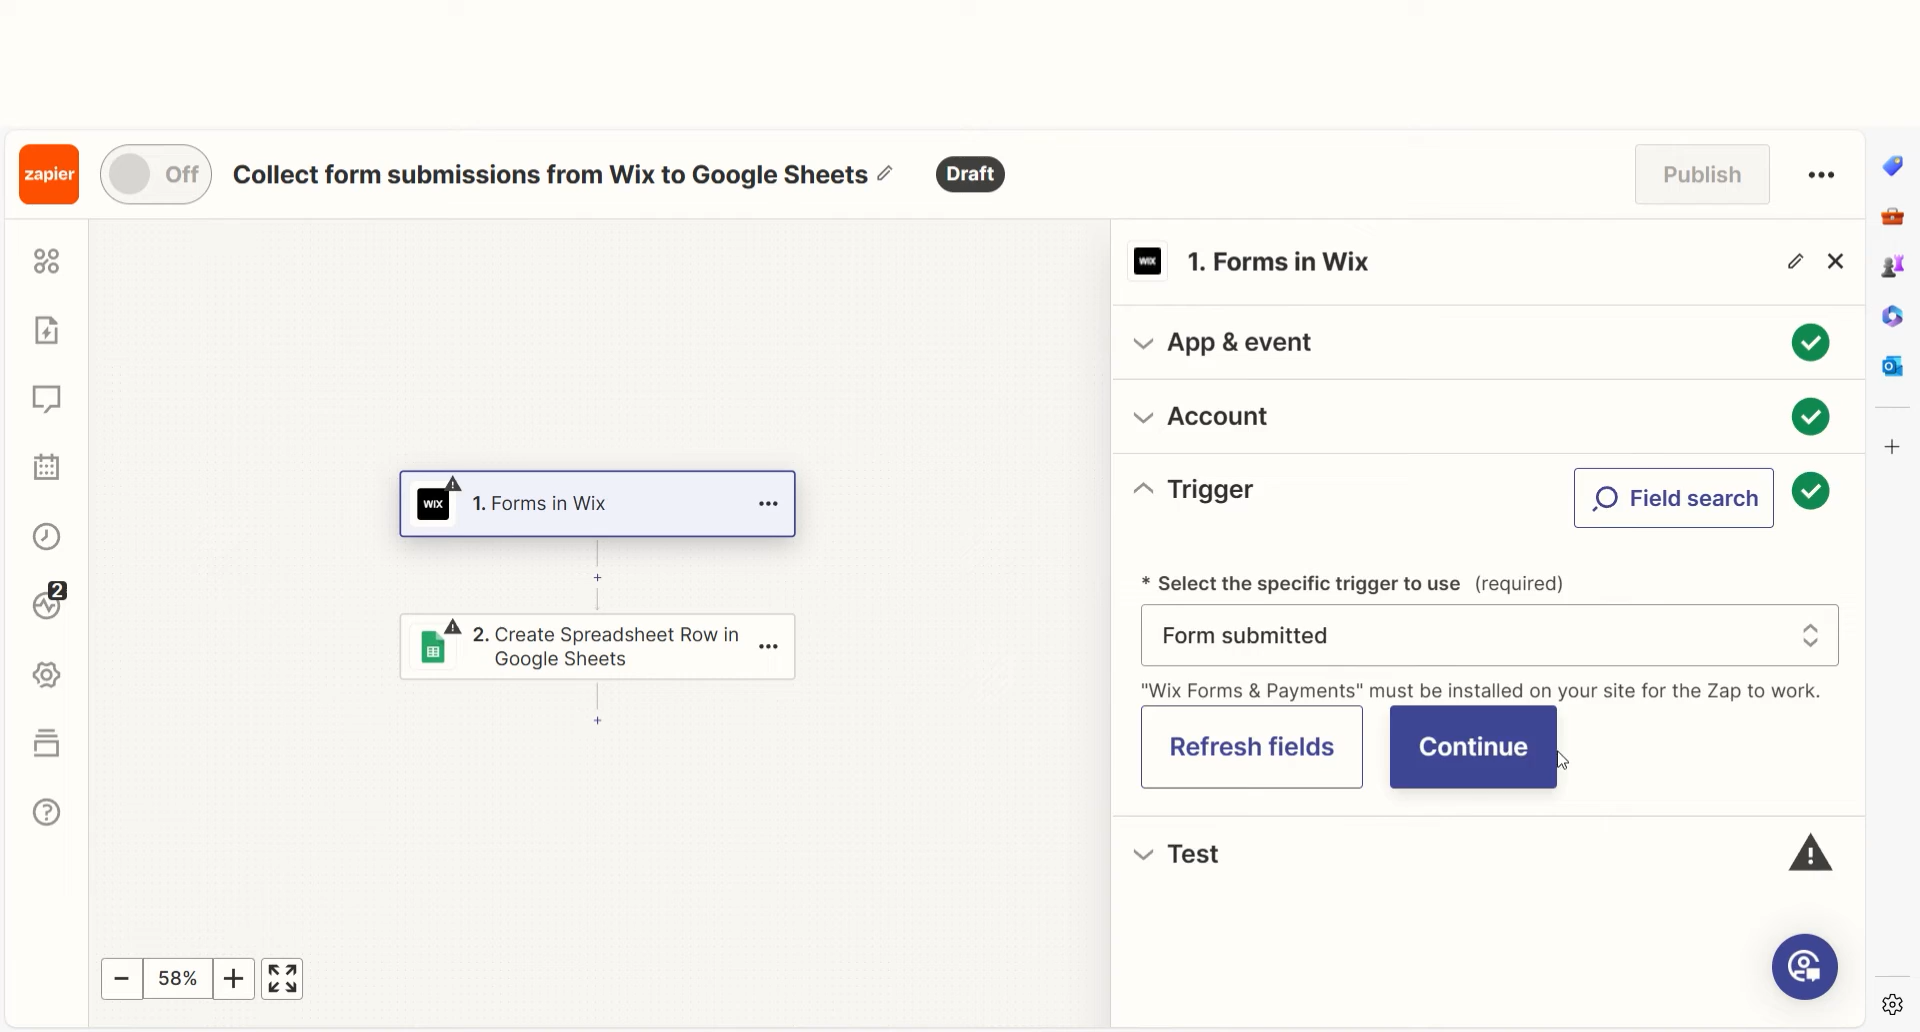 zapier
Off
Collect form submissions from Wix to Google Sheets
Draft
Publish
WIX
1. Forms in Wix
App & event
Account
Trigger
Field search
* Select the specific trigger to use (required)
Form submitted
"Wix Forms & Payments" must be installed on your site for the Zap to work.
Refresh fields
Continue
Test
WIX
1. Forms in Wix
2. Create Spreadsheet Row in
Google Sheets
2
58%